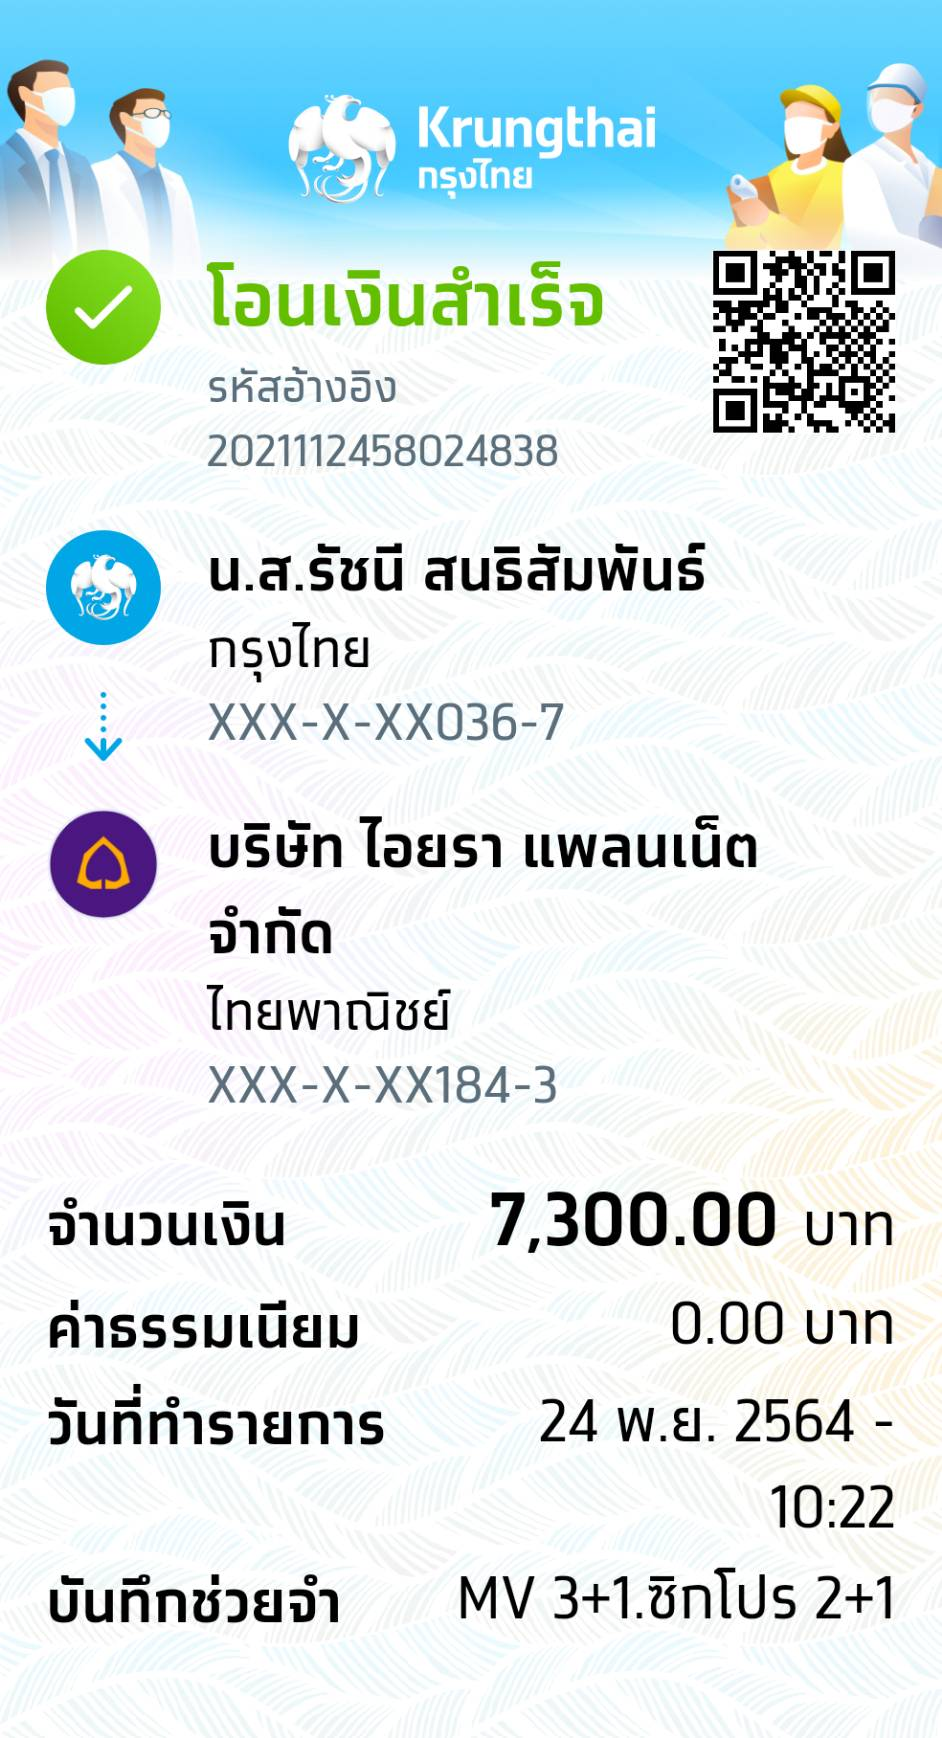 Krungthai
กรุงไทย
โอนเงินสำเร็จ
รหัสอ้างอิง
2021112458024838
น.ส.รัชนี สนธิสัมพันธ์
กรุงไทย
XXX-X-XX036-7
บริษัท ไอยรา แพลนเน็ต
จำกัด
ไทยพาณิชย์
XXX-X-XX184-3
จำนวนเงิน 7,300.00 บาท
ค่าธรรมเนียม 0.00 บาท
วันที่ทำรายการ 24 พ.ย. 2564 -
10:22
บันทึกช่วยจำ MV 3+1.ซิกโปร 2+1